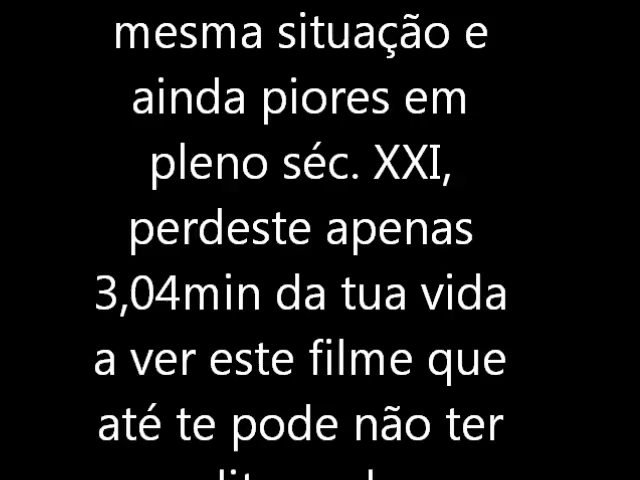 mesma situação e
ainda piores em
pleno séc. XXI,
perdeste apenas
3,04min da tua vida
a ver este filme que
até te pode não ter